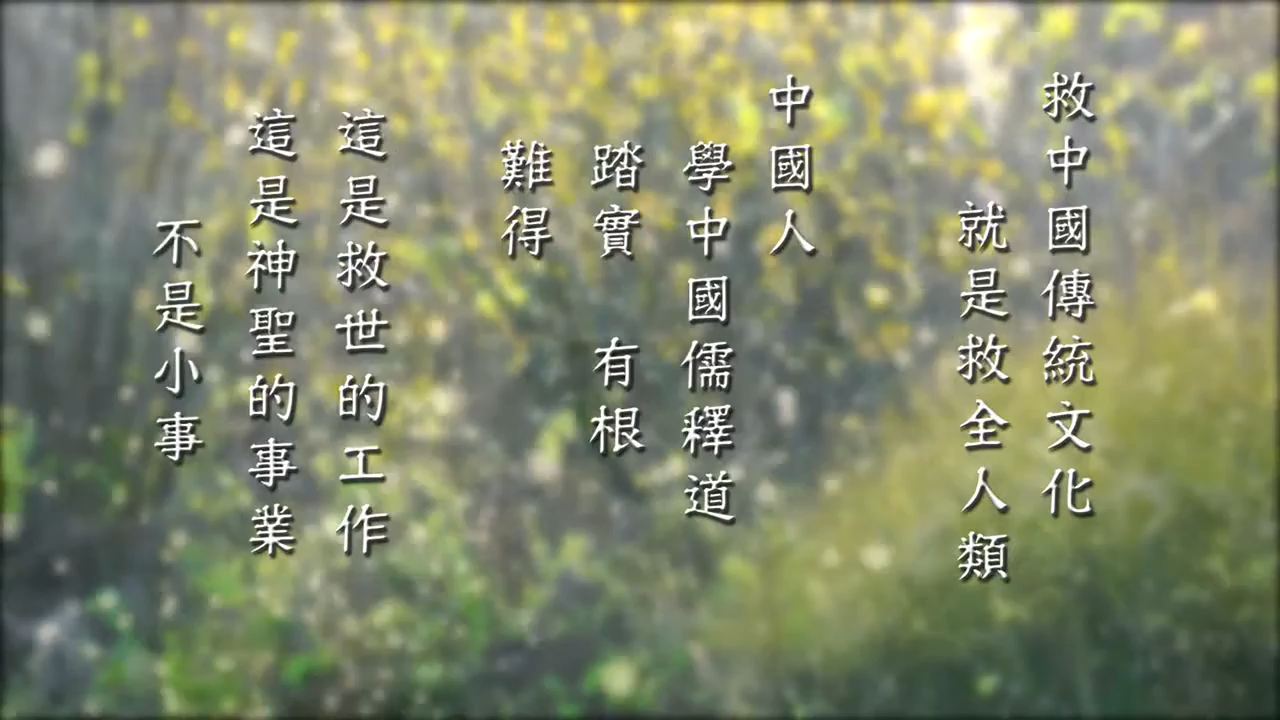 救中國傳統文化
就是救全人類
中國人
學中國儒釋道
踏實 有根
難得
這是救世的工作
這是神聖的事業
不是小事